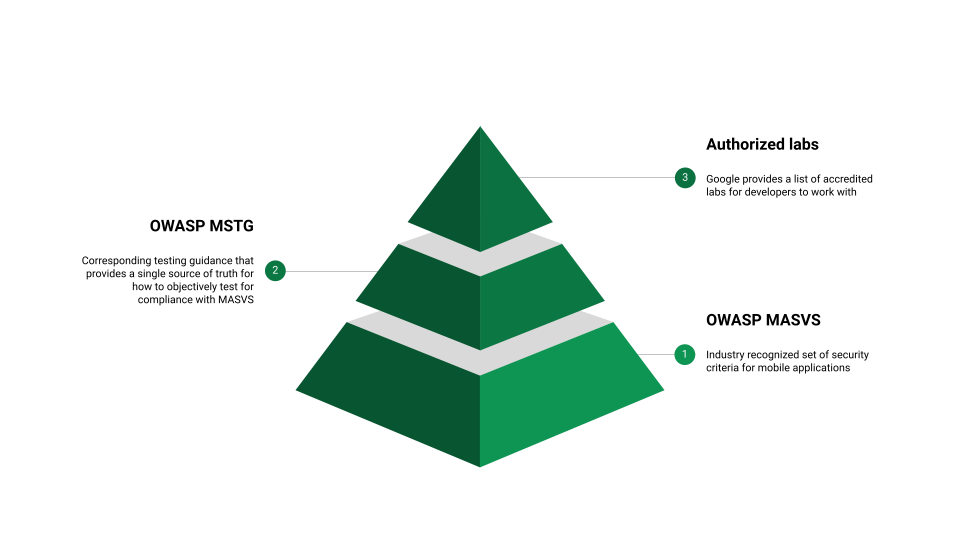 Authorized labs
3
Google provides a list of accredited
labs for developers to work with
OWASP MSTG
Corresponding testing guidance that
provides a single source of truth for
how to objectively test for
compliance with MASVS
2
OWASP MASVS
1
Industry recognized set of security
criteria for mobile applications